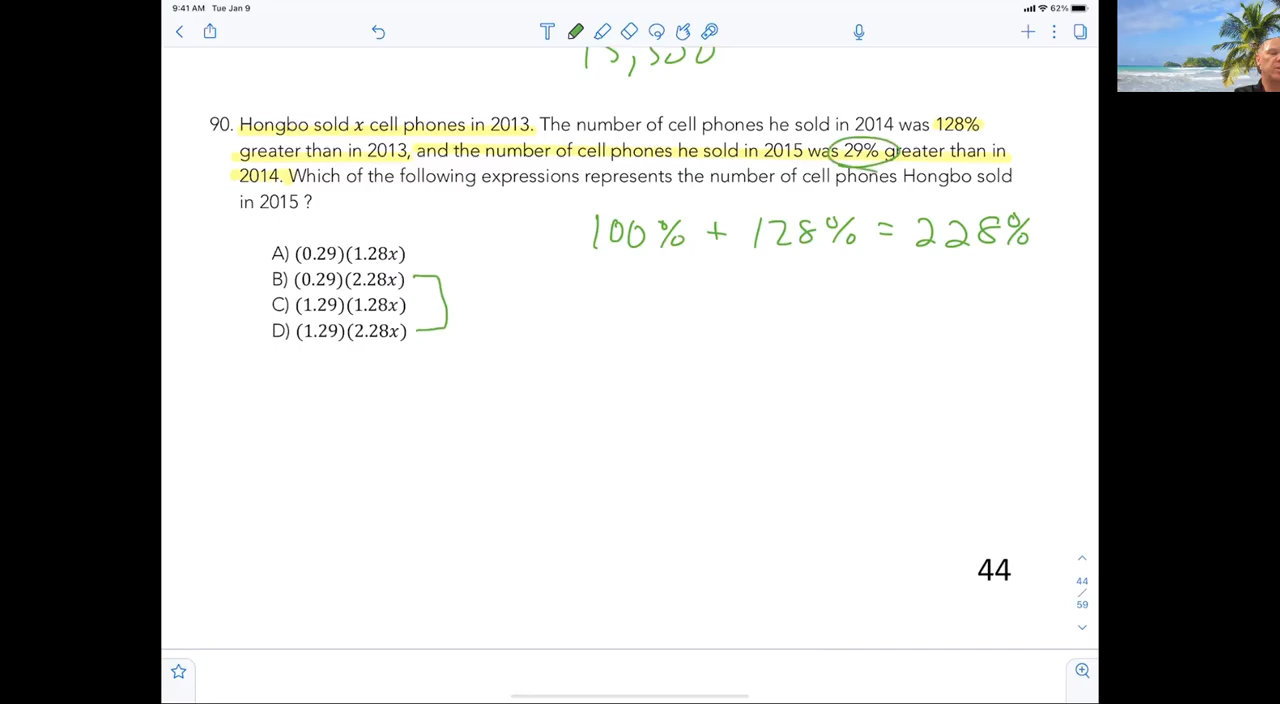 9:41 AM Tue Jan 9
62%
15,500
90. Hongbo sold x cell phones in 2013. The number of cell phones he sold in 2014 was 128%
greater than in 2013, and the number of cell phones he sold in 2015 was 29% greater than in
2014. Which of the following expressions represents the number of cell phones Hongbo sold
in 2015 ?
100% + 128% = 228%
A) (0.29)(1.28x)
B) (0.29)(2.28x)
C) (1.29)(1.28x)
D) (1.29)(2.28x)
44
44
/
59